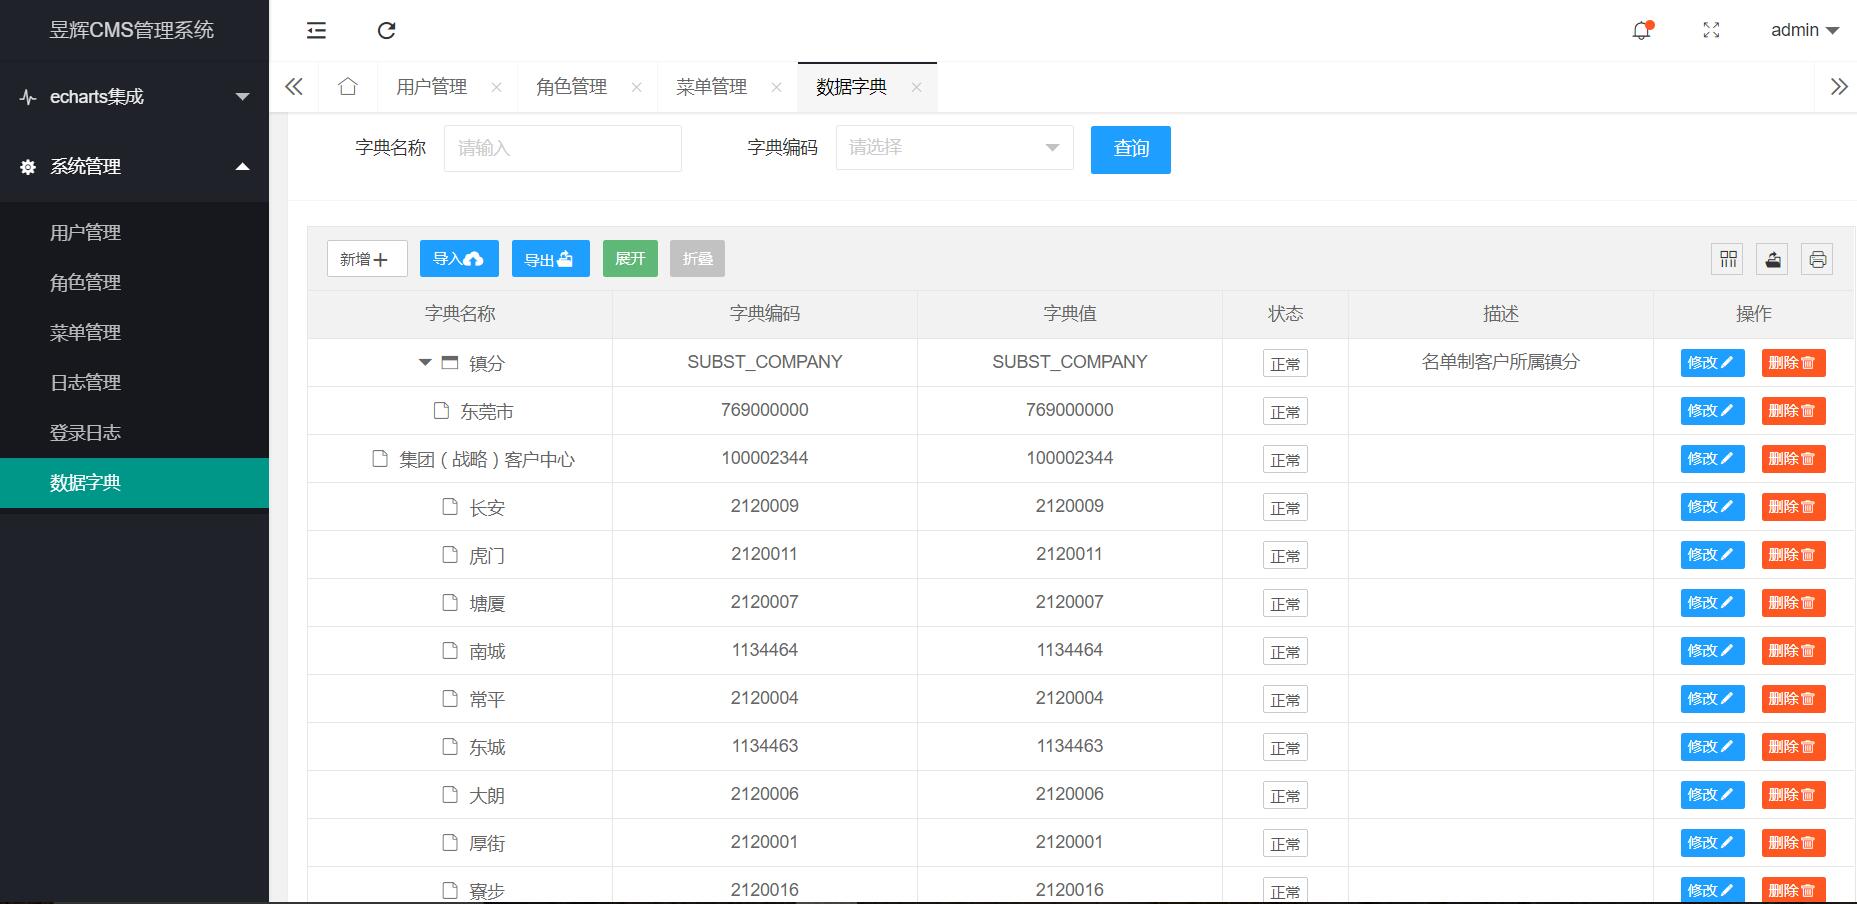 昱辉CMS管理系统
admin
echarts集成
用户管理 角色管理 菜单管理 数据字典
系统管理
用户管理
角色管理
菜单管理
日志管理
登录日志
数据字典
字典名称 请输入 字典编码 请选择 查询
新增 导入 导出 展开 折叠
字典名称 字典编码 字典值 状态 描述 操作
镇分 SUBST_COMPANY SUBST_COMPANY 正常 名单制客户所属镇分 修改 删除
东莞市 769000000 769000000 正常 修改 删除
集团（战略）客户中心 100002344 100002344 正常 修改 删除
长安 2120009 2120009 正常 修改 删除
虎门 2120011 2120011 正常 修改 删除
塘厦 2120007 2120007 正常 修改 删除
南城 1134464 1134464 正常 修改 删除
常平 2120004 2120004 正常 修改 删除
东城 1134463 1134463 正常 修改 删除
大朗 2120006 2120006 正常 修改 删除
厚街 2120001 2120001 正常 修改 删除
寮步 2120016 2120016 正常 修改 删除